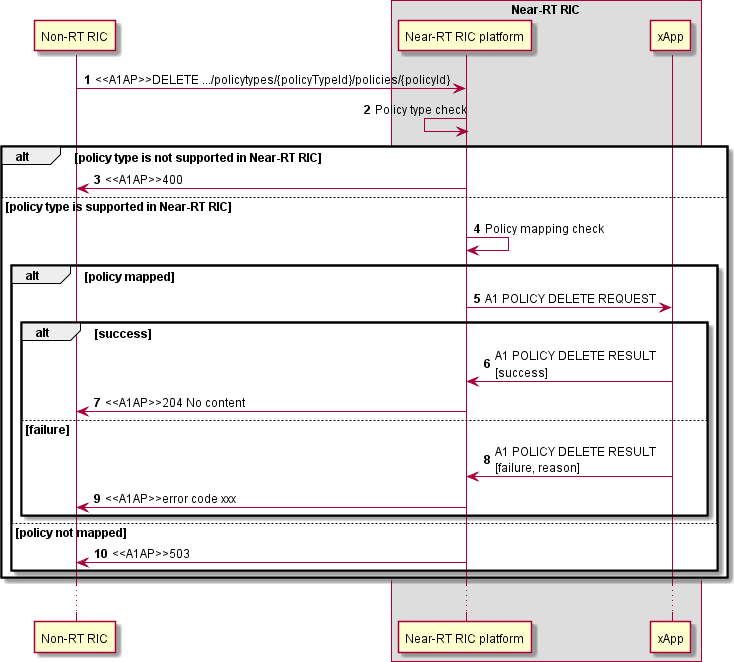 Near-RT RIC
Non-RT RIC
Near-RT RIC platform
xApp
1 <<A1AP>>DELETE .../policytypes/{policyTypeId}/policies/{policyId}
2 Policy type check
alt [policy type is not supported in Near-RT RIC]
3 <<A1AP>>400
[policy type is supported in Near-RT RIC]
4 Policy mapping check
alt [policy mapped]
5 A1 POLICY DELETE REQUEST
alt [success]
6 A1 POLICY DELETE RESULT
[success]
7 <<A1AP>>204 No content
[failure]
8 A1 POLICY DELETE RESULT
[failure, reason]
9 <<A1AP>>error code xxx
[policy not mapped]
10 <<A1AP>>503
Non-RT RIC
Near-RT RIC platform
xApp